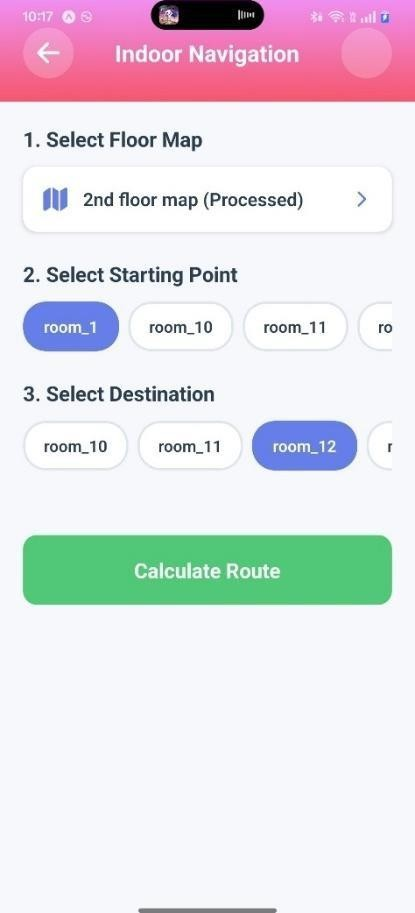 10:17
Indoor Navigation
1. Select Floor Map
2nd floor map (Processed)
2. Select Starting Point
room_1 room_10 room_11 ro
3. Select Destination
room_10 room_11 room_12 r
Calculate Route